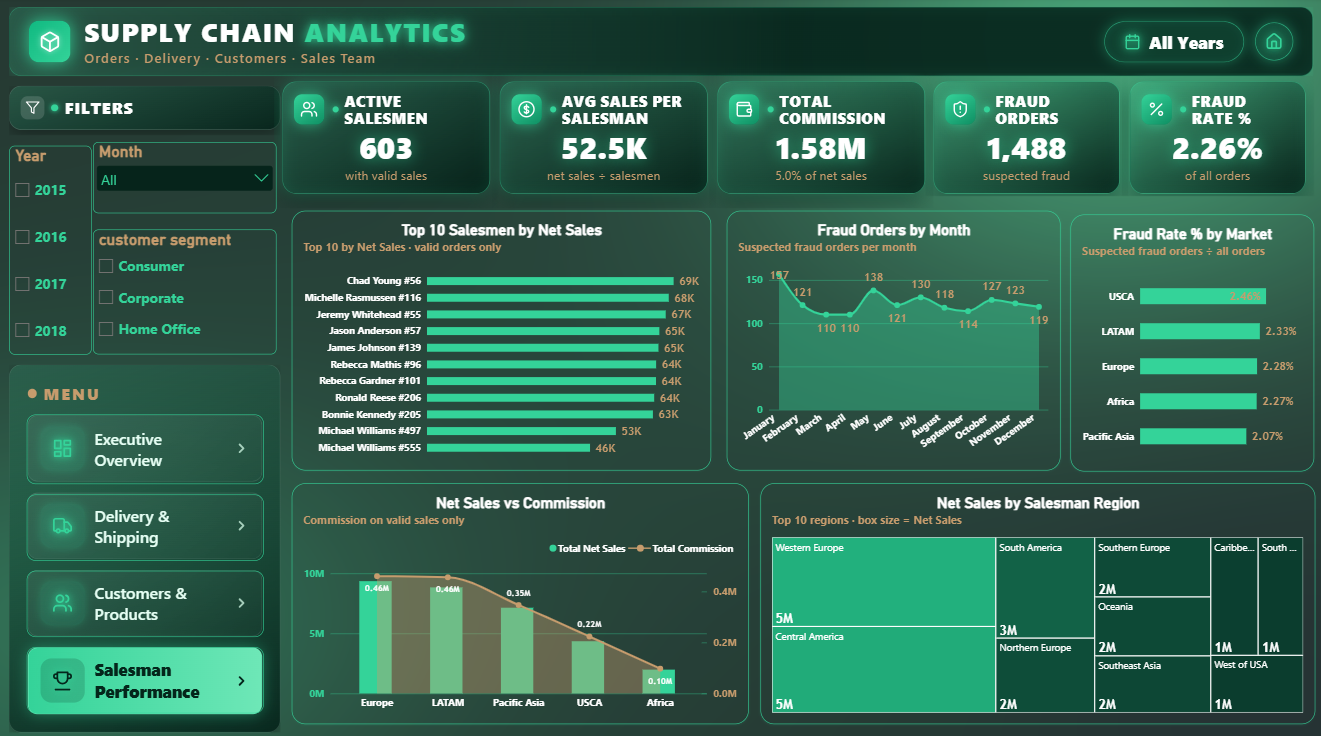 SUPPLY CHAIN ANALYTICS
Orders · Delivery · Customers · Sales Team
All Years
FILTERS
Year
2015
2016
2017
2018
Month
All
customer segment
Consumer
Corporate
Home Office
MENU
Executive
Overview
Delivery &
Shipping
Customers &
Products
Salesman
Performance
ACTIVE
SALESMEN
603
with valid sales
AVG SALES PER
SALESMAN
52.5K
net sales ÷ salesmen
TOTAL
COMMISSION
1.58M
5.0% of net sales
FRAUD
ORDERS
1,488
suspected fraud
FRAUD
RATE %
2.26%
of all orders
Top 10 Salesmen by Net Sales
Top 10 by Net Sales · valid orders only
Chad Young #56 69K
Michelle Rasmussen #116 68K
Jeremy Whitehead #55 67K
Jason Anderson #57 65K
James Johnson #139 65K
Rebecca Mathis #96 64K
Rebecca Gardner #101 64K
Ronald Reese #206 64K
Bonnie Kennedy #205 63K
Michael Williams #497 53K
Michael Williams #555 46K
Fraud Orders by Month
Suspected fraud orders per month
150
100
50
0
121
110
110
138
121
130
118
114
127
123
119
January
February
March
April
May
June
July
August
September
October
November
December
Fraud Rate % by Market
Suspected fraud orders ÷ all orders
USCA
LATAM 2.33%
Europe 2.28%
Africa 2.27%
Pacific Asia 2.07%
Net Sales vs Commission
Commission on valid sales only
Total Net Sales Total Commission
10M
5M
0M
0.46M
0.46M
0.35M
0.22M
0.10M
0.4M
0.2M
0.0M
Europe
LATAM
Pacific Asia
USCA
Africa
Net Sales by Salesman Region
Top 10 regions · box size = Net Sales
Western Europe
5M
Central America
5M
South America
3M
Northern Europe
2M
Southern Europe
2M
Oceania
2M
Southeast Asia
2M
Caribbe...
1M
South ...
1M
West of USA
1M